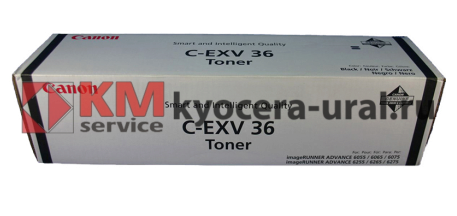 Canon
Smart and Intelligent Quality
C-EXV 36
Toner
Black / Noir / Schwarz
Negro / Nero
Canon
KM
service
kyocera-ural.ru
Smart and Intelligent Quality
C-EXV 36
Toner
imageRUNNER ADVANCE 6055 / 6065 / 6075
imageRUNNER ADVANCE 6255 / 6265 / 6275